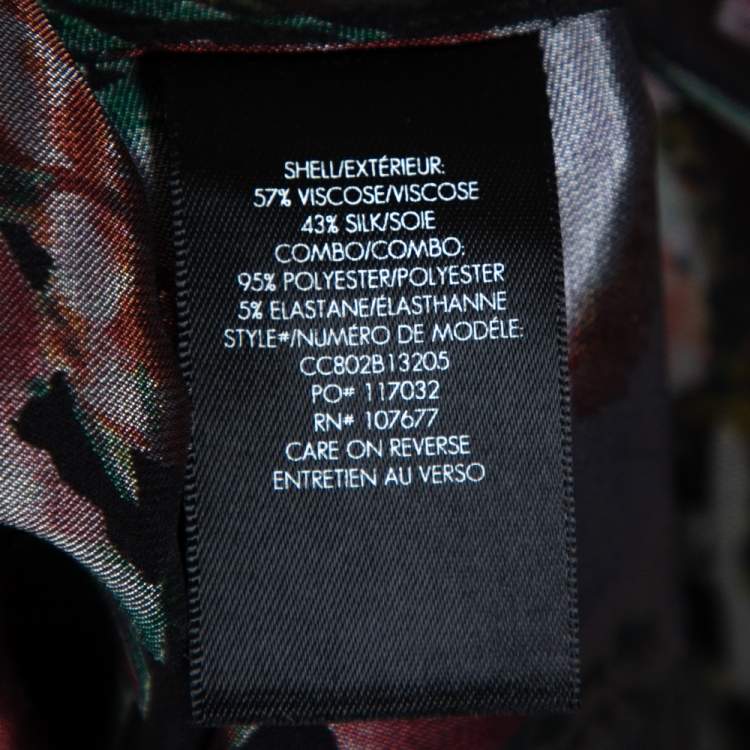 SHELL/EXTÉRIEUR:
57% VISCOSE/VISCOSE
43% SILK/SOIE
COMBO/COMBO:
95% POLYESTER/POLYESTER
5% ELASTANE/ÉLASTHANNE
STYLE#/NUMÉRO DE MODÉLE:
CC802B13205
PO# 117032
RN# 107677
CARE ON REVERSE
ENTRETIEN AU VERSO